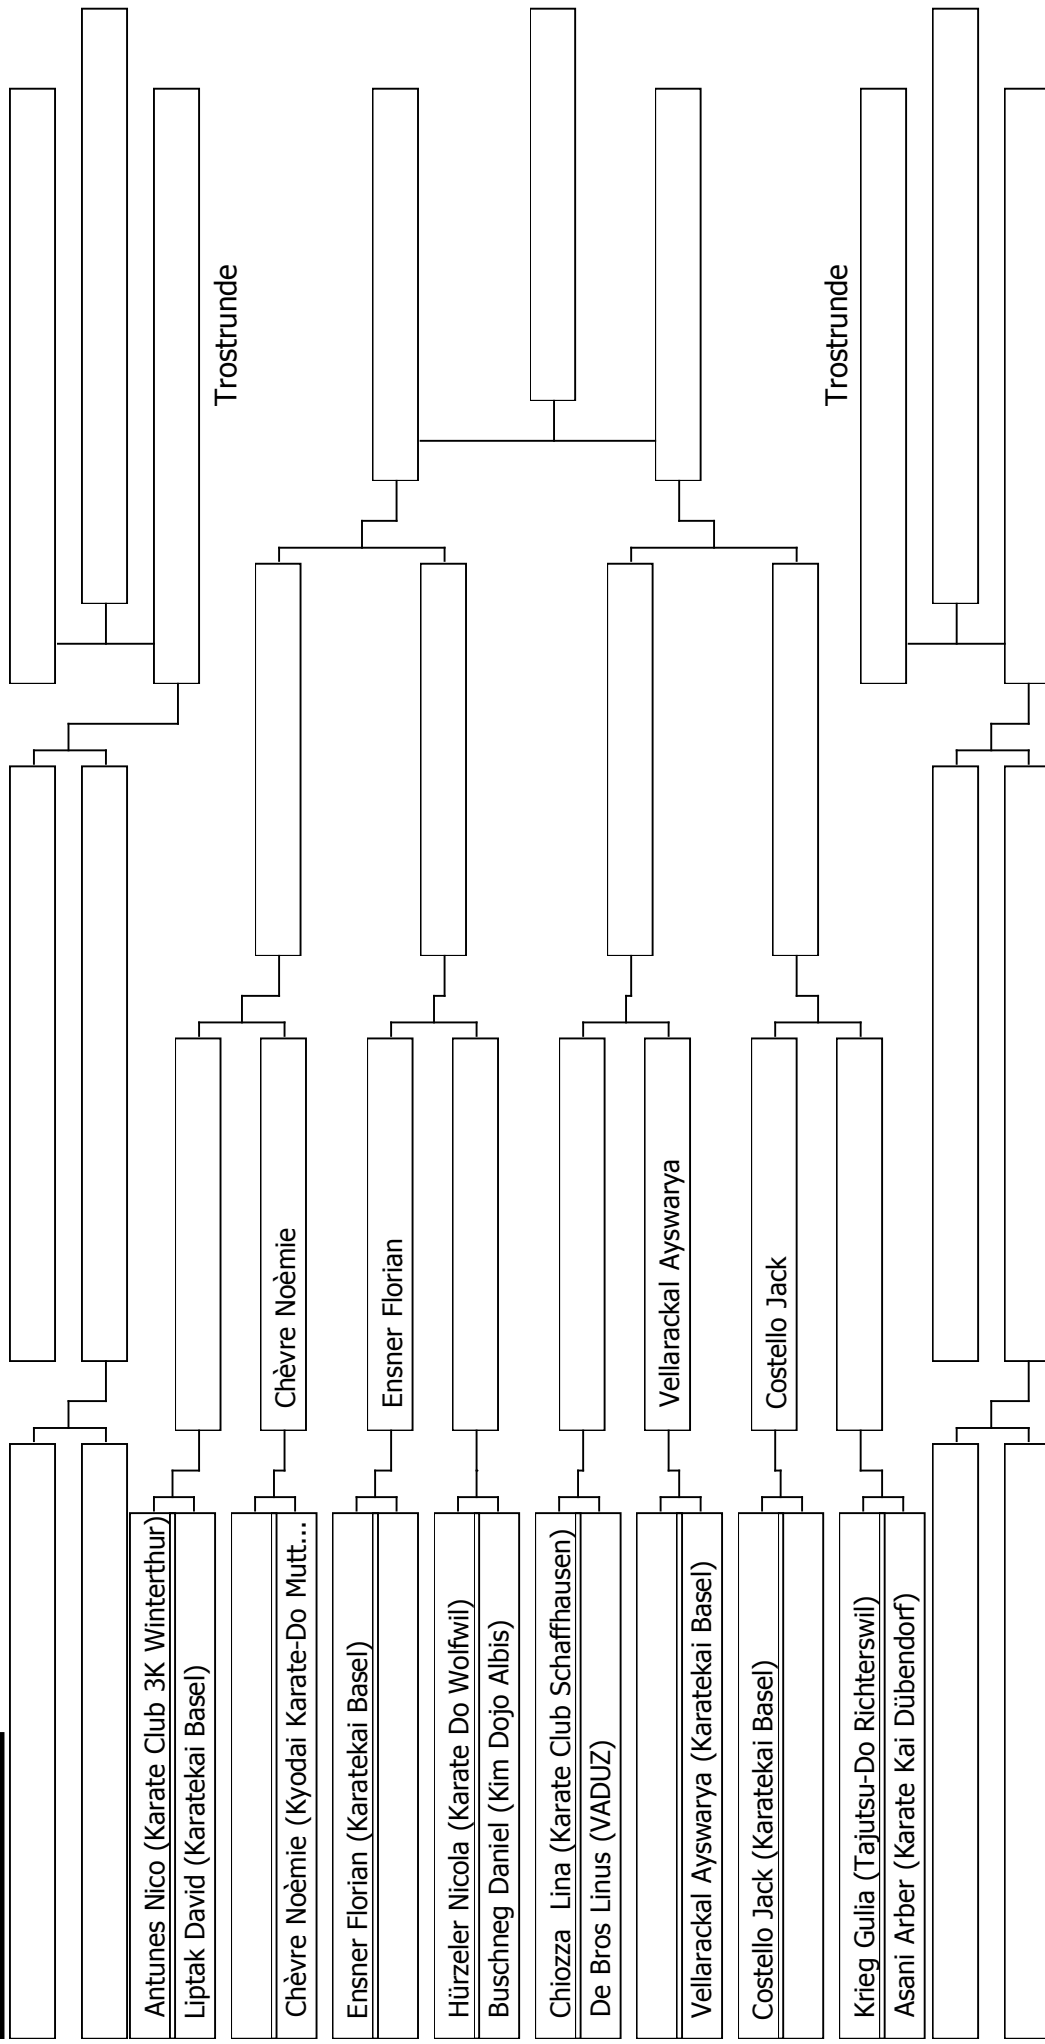 Antunes Nico (Karate Club 3K Winterthur)
Liptak David (Karatekai Basel)
Chèvre Noèmie (Kyodai Karate-Do Mutt...
Ensner Florian (Karatekai Basel)
Hürzeler Nicola (Karate Do Wolfwil)
Buschneg Daniel (Kim Dojo Albis)
Chiozza  Lina (Karate Club Schaffhausen)
De Bros Linus (VADUZ)
Vellarackal Ayswarya (Karatekai Basel)
Costello Jack (Karatekai Basel)
Krieg Gulia (Tajutsu-Do Richterswil)
Asani Arber (Karate Kai Dübendorf)
Chèvre Noèmie
Ensner Florian
Vellarackal Ayswarya
Costello Jack
Trostrunde
Trostrunde